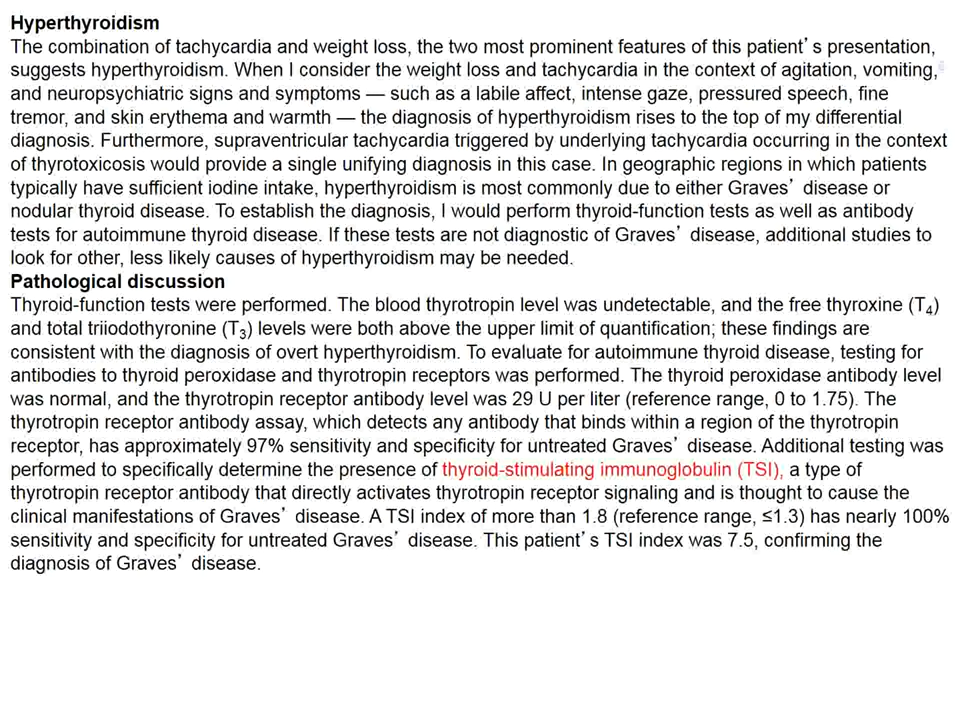 Hyperthyroidism
The combination of tachycardia and weight loss, the two most prominent features of this patient’s presentation,
suggests hyperthyroidism. When I consider the weight loss and tachycardia in the context of agitation, vomiting,
and neuropsychiatric signs and symptoms — such as a labile affect, intense gaze, pressured speech, fine
tremor, and skin erythema and warmth — the diagnosis of hyperthyroidism rises to the top of my differential
diagnosis. Furthermore, supraventricular tachycardia triggered by underlying tachycardia occurring in the context
of thyrotoxicosis would provide a single unifying diagnosis in this case. In geographic regions in which patients
typically have sufficient iodine intake, hyperthyroidism is most commonly due to either Graves’ disease or
nodular thyroid disease. To establish the diagnosis, I would perform thyroid-function tests as well as antibody
tests for autoimmune thyroid disease. If these tests are not diagnostic of Graves’ disease, additional studies to
look for other, less likely causes of hyperthyroidism may be needed.
Pathological discussion
Thyroid-function tests were performed. The blood thyrotropin level was undetectable, and the free thyroxine (T₄)
and total triiodothyronine (T₃) levels were both above the upper limit of quantification; these findings are
consistent with the diagnosis of overt hyperthyroidism. To evaluate for autoimmune thyroid disease, testing for
antibodies to thyroid peroxidase and thyrotropin receptors was performed. The thyroid peroxidase antibody level
was normal, and the thyrotropin receptor antibody level was 29 U per liter (reference range, 0 to 1.75). The
thyrotropin receptor antibody assay, which detects any antibody that binds within a region of the thyrotropin
receptor, has approximately 97% sensitivity and specificity for untreated Graves’ disease. Additional testing was
performed to specifically determine the presence of thyroid-stimulating immunoglobulin (TSI), a type of
thyrotropin receptor antibody that directly activates thyrotropin receptor signaling and is thought to cause the
clinical manifestations of Graves’ disease. A TSI index of more than 1.8 (reference range, ≤1.3) has nearly 100%
sensitivity and specificity for untreated Graves’ disease. This patient’s TSI index was 7.5, confirming the
diagnosis of Graves’ disease.